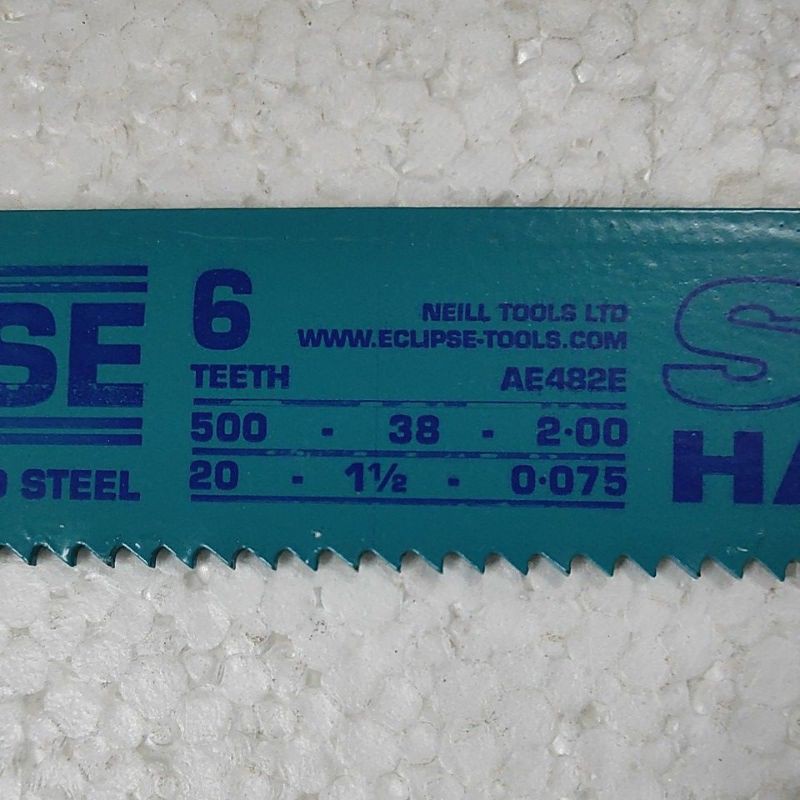 SE
STEEL
6
TEETH
NEILL TOOLS LTD
WWW.ECLIPSE-TOOLS.COM
AE482E
500 - 38 - 2·00
20 - 1½ - 0·075
S
HA